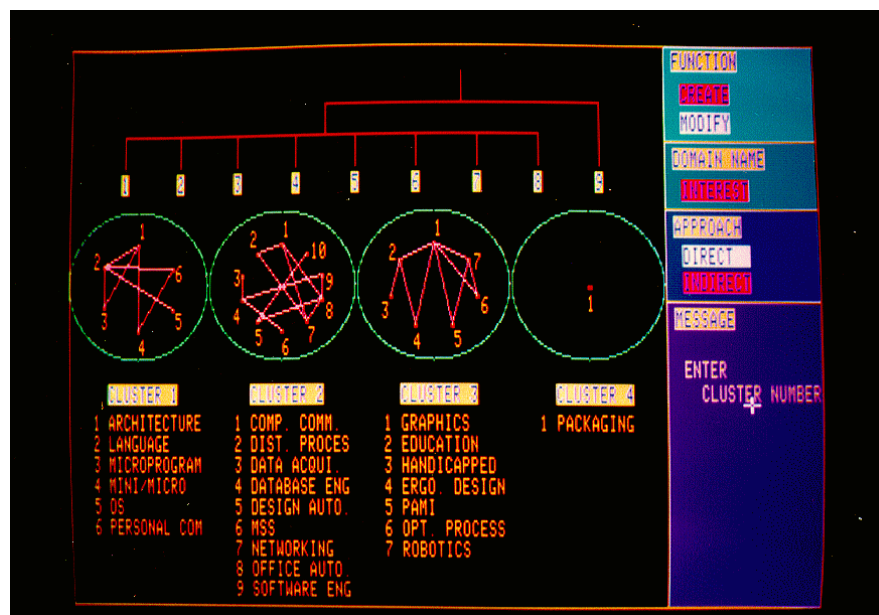 1 2 3 4 5 6 7 8 9
1 2 3 4 5 6
1 2 3 4 5 6 7 8 9 10
1 2 3 4 5 6 7
1
CLUSTER 1
1 ARCHITECTURE
2 LANGUAGE
3 MICROPROGRAM
4 MINI/MICRO
5 OS
6 PERSONAL COM
CLUSTER 2
1 COMP. COMM.
2 DIST. PROCES
3 DATA ACQUI.
4 DATABASE ENG
5 DESIGN AUTO.
6 MSS
7 NETWORKING
8 OFFICE AUTO.
9 SOFTWARE ENG
CLUSTER 3
1 GRAPHICS
2 EDUCATION
3 HANDICAPPED
4 ERGO. DESIGN
5 PAMI
6 OPT. PROCESS
7 ROBOTICS
CLUSTER 4
1 PACKAGING
FUNCTION
CREATE
MODIFY
DOMAIN NAME
INTEREST
APPROACH
DIRECT
INDIRECT
MESSAGE
ENTER
CLUSTER NUMBER